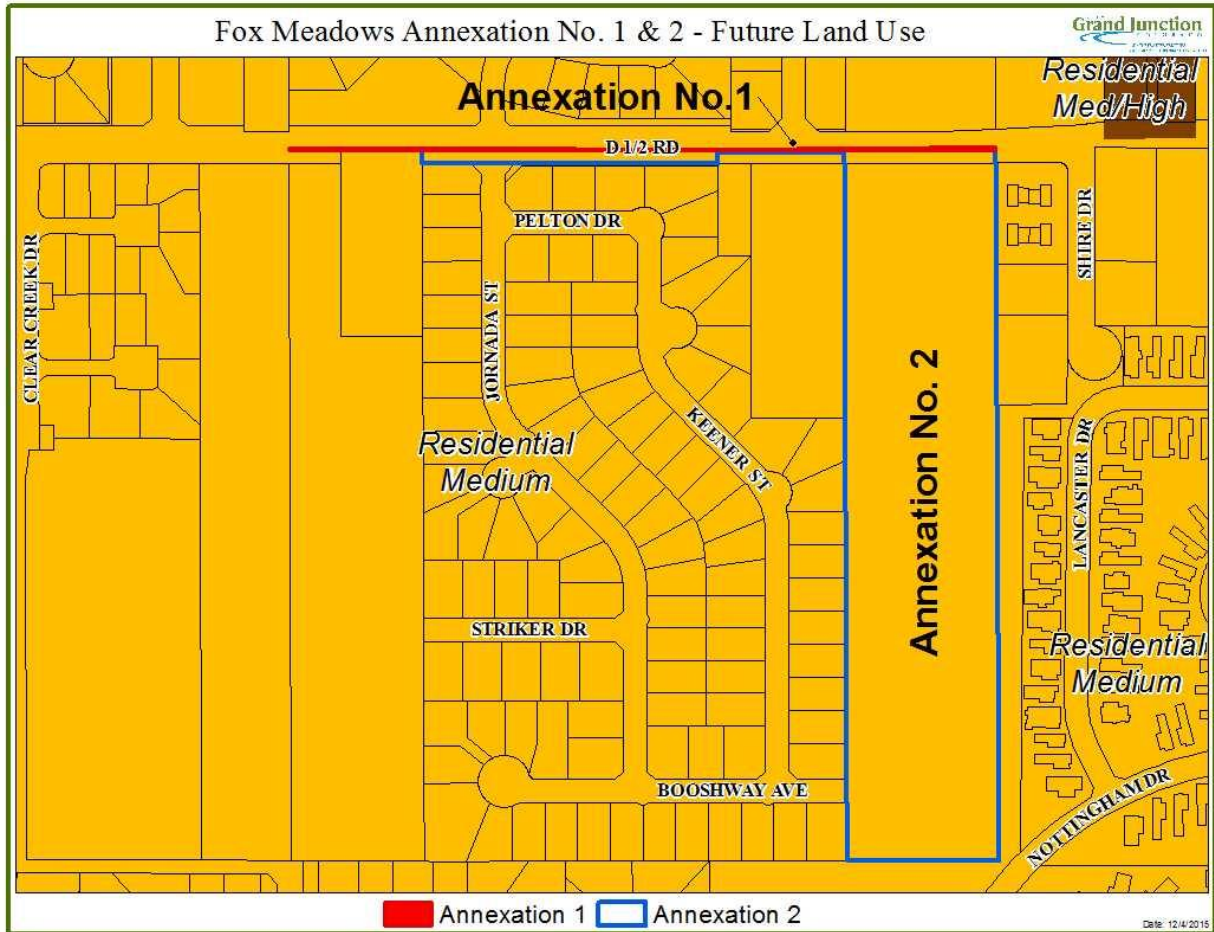 Fox Meadows Annexation No. 1 & 2 - Future Land Use
Grand Junction
COLORADO
Residential
Med/High
Annexation No.1
D 1/2 RD
PELTON DR
CLEAR CREEK DR
JORNADA ST
SHIRE DR
KEENER ST
Annexation No. 2
LANCASTER DR
Residential
Medium
STRIKER DR
Residential
Medium
BOOSHWAY AVE
NOTTINGHAM DR
Annexation 1
Annexation 2
Date: 12/4/2015